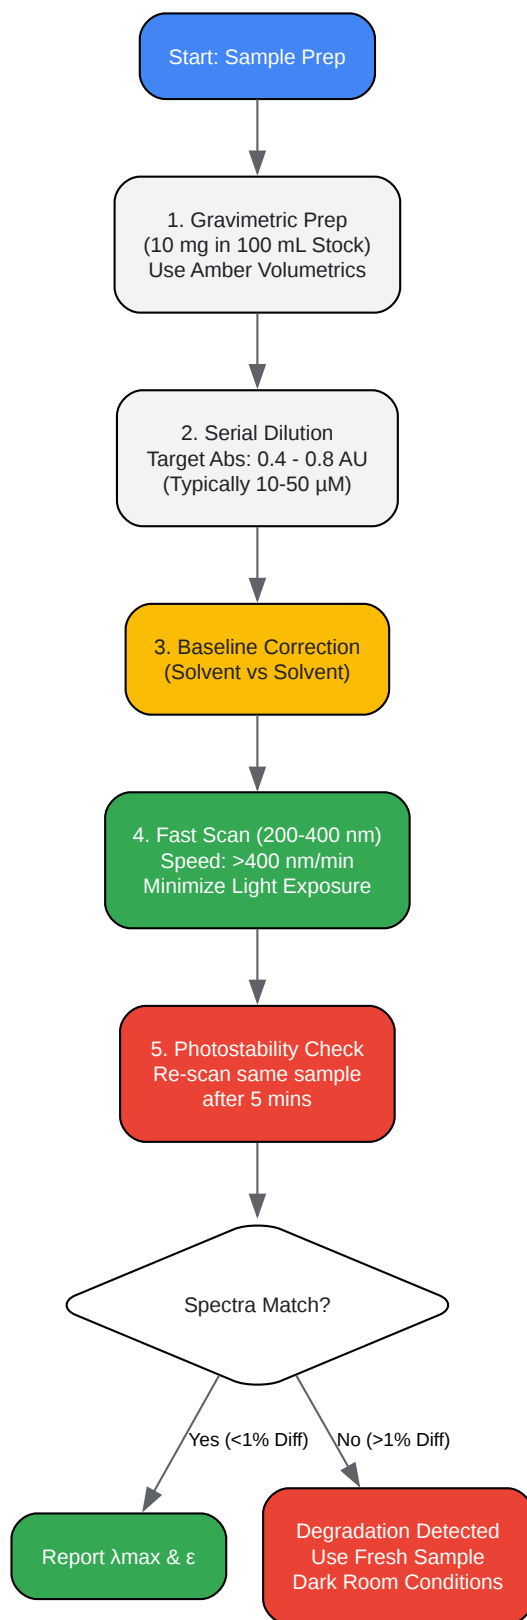 Start: Sample Prep
1. Gravimetric Prep
(10 mg in 100 mL Stock)
Use Amber Volumetrics
2. Serial Dilution
Target Abs: 0.4 - 0.8 AU
(Typically 10-50 µM)
3. Baseline Correction
(Solvent vs Solvent)
4. Fast Scan (200-400 nm)
Speed: >400 nm/min
Minimize Light Exposure
5. Photostability Check
Re-scan same sample
after 5 mins
Spectra Match?
Yes (<1% Diff)
No (>1% Diff)
Report λmax & ε
Degradation Detected
Use Fresh Sample
Dark Room Conditions